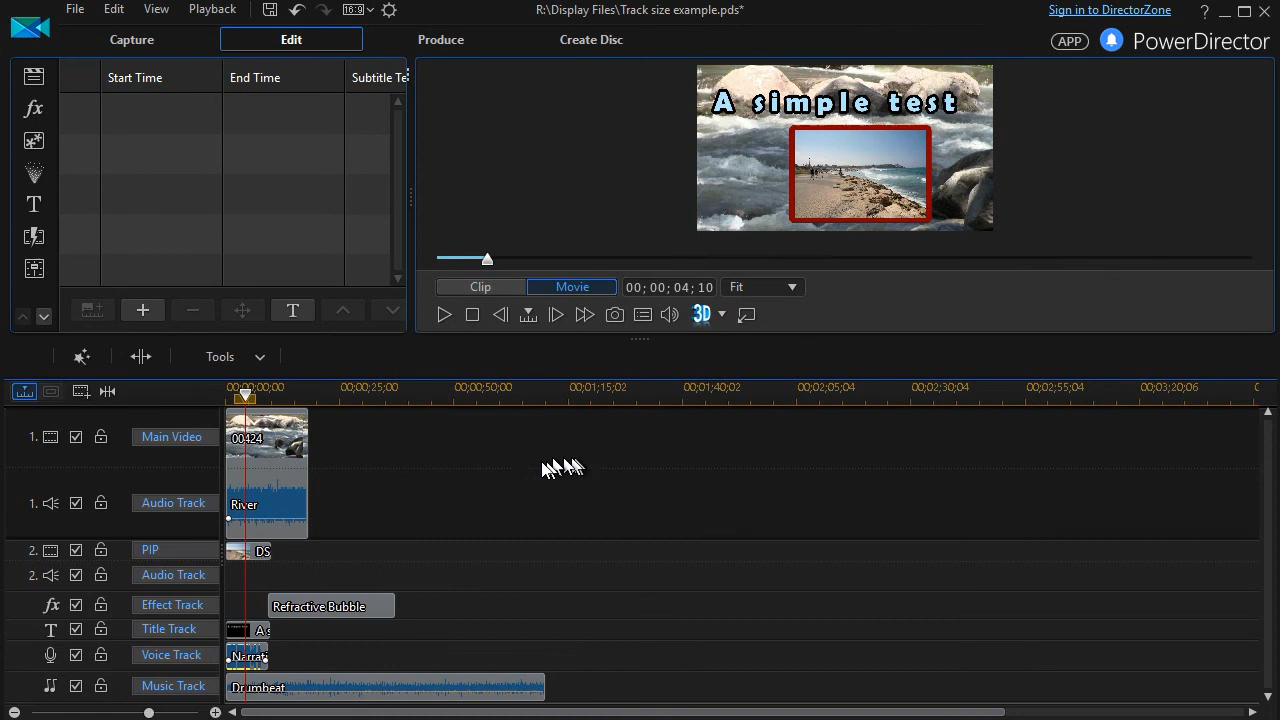 File Edit View Playback 16:9 R:\Display Files\Track size example.pds* Sign in to DirectorZone ?
Capture Edit Produce Create Disc APP PowerDirector
Start Time End Time Subtitle Te
A simple test
fx
T
Clip Movie 00; 00; 04; 10 Fit
T
3D
Tools
00;00;00;00 00;00;25;00 00;00;50;00 00;01;15;02 00;01;40;02 00;02;05;04 00;02;30;04 00;02;55;04 00;03;20;06
1. Main Video 00424
1. Audio Track River
2. PIP DS
2. Audio Track
fx Effect Track Refractive Bubble
T Title Track A s
Voice Track Narrati
Music Track Drumbeat